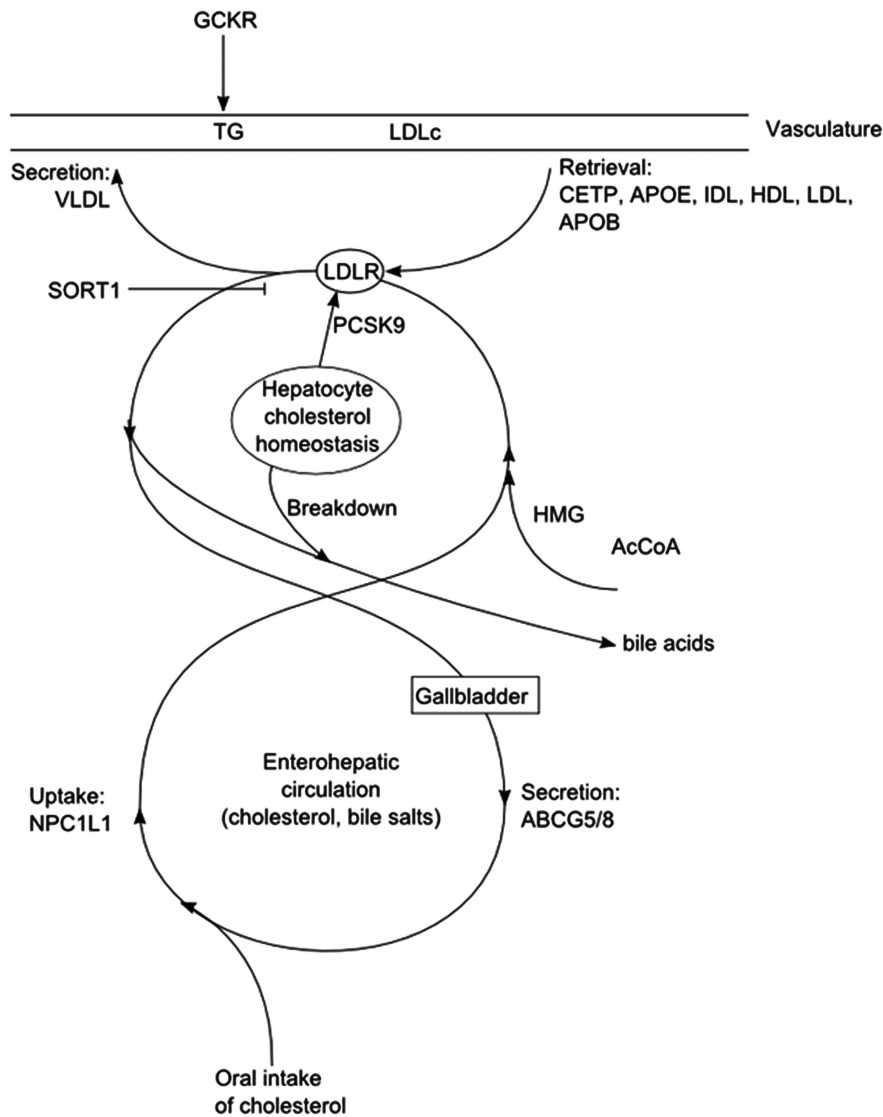 GCKR
TG
LDLc
Vasculature
Secretion:
VLDL
Retrieval:
CETP, APOE, IDL, HDL, LDL,
APOB
LDLR
SORT1
PCSK9
Hepatocyte
cholesterol
homeostasis
Breakdown
HMG
AcCoA
bile acids
Gallbladder
Enterohepatic
circulation
(cholesterol, bile salts)
Uptake:
NPC1L1
Secretion:
ABCG5/8
Oral intake
of cholesterol